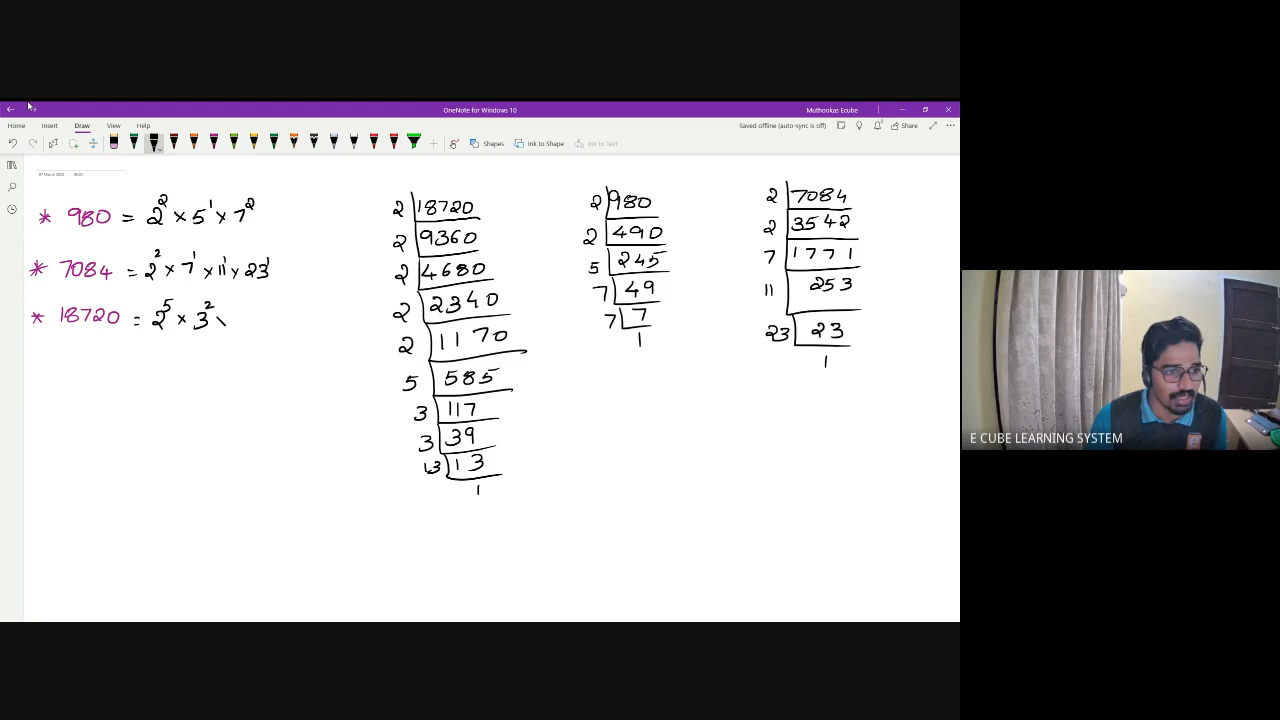 OneNote for Windows 10
Muthookas Ecube
Home Insert Draw View Help
Saved offline (auto-sync is off)
Share
Shapes
Ink to Shape
Ink to Text
07 March 2023
* 980 = 2² × 5¹ × 7²
* 7084 = 2² × 7¹ × 11¹ × 23¹
* 18720 = 2⁵ × 3²
2 18720
2 9360
2 4680
2 2340
2 1170
5 585
3 117
3 39
13 13
1
2 980
2 490
5 245
7 49
7 7
1
2 7084
2 3542
7 1771
11 253
23 23
1
E CUBE LEARNING SYSTEM